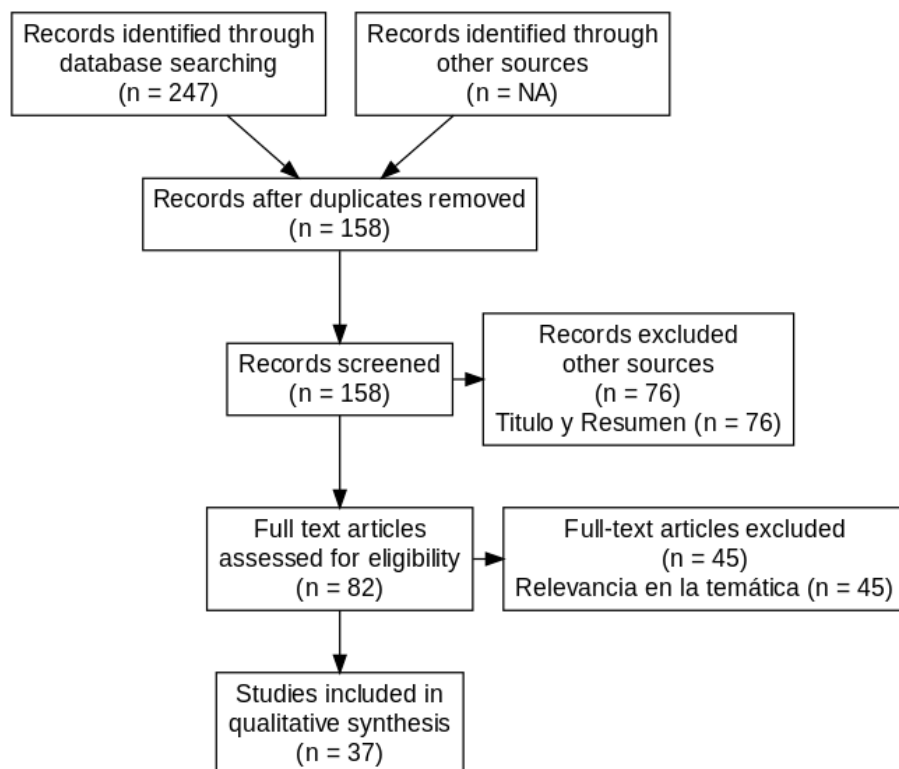 Records identified through
database searching
(n = 247)
Records identified through
other sources
(n = NA)
Records after duplicates removed
(n = 158)
Records screened
(n = 158)
Records excluded
other sources
(n = 76)
Titulo y Resumen (n = 76)
Full text articles
assessed for eligibility
(n = 82)
Full-text articles excluded
(n = 45)
Relevancia en la temática (n = 45)
Studies included in
qualitative synthesis
(n = 37)